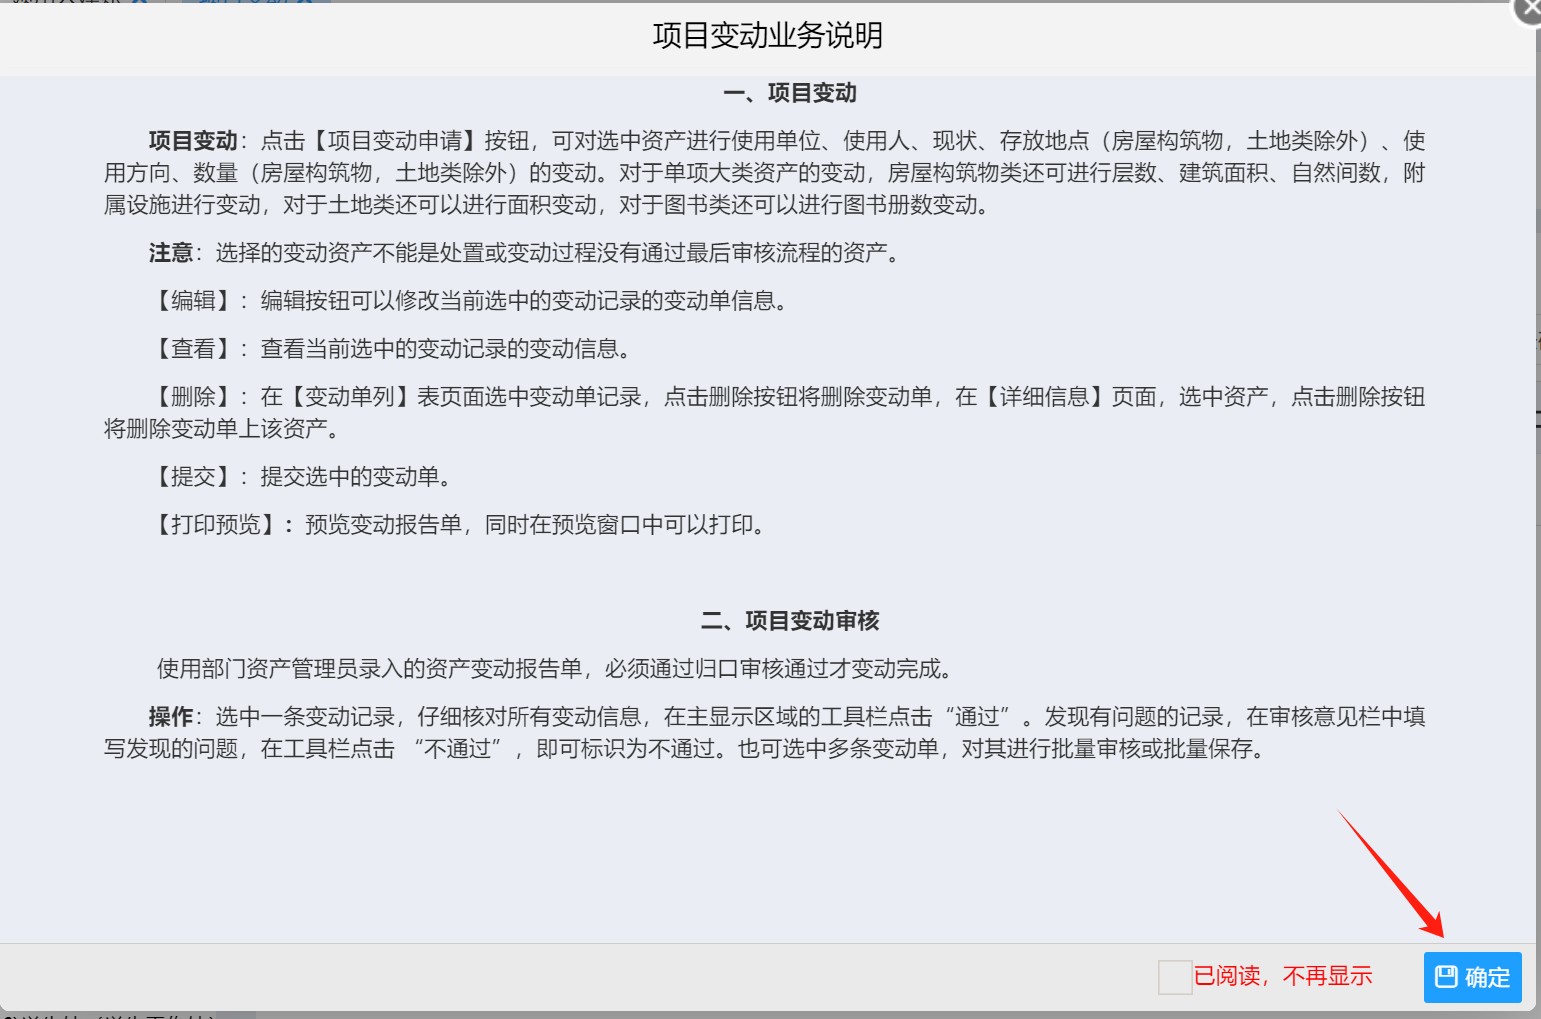 项目变动业务说明
一、项目变动
项目变动：点击【项目变动申请】按钮，可对选中资产进行使用单位、使用人、现状、存放地点（房屋构筑物，土地类除外）、使
用方向、数量（房屋构筑物，土地类除外）的变动。对于单项大类资产的变动，房屋构筑物类还可进行层数、建筑面积、自然间数，附
属设施进行变动，对于土地类还可以进行面积变动，对于图书类还可以进行图书册数变动。
注意：选择的变动资产不能是处置或变动过程没有通过最后审核流程的资产。
【编辑】：编辑按钮可以修改当前选中的变动记录的变动单信息。
【查看】：查看当前选中的变动记录的变动信息。
【删除】：在【变动单列】表页面选中变动单记录，点击删除按钮将删除变动单，在【详细信息】页面，选中资产，点击删除按钮
将删除变动单上该资产。
【提交】：提交选中的变动单。
【打印预览】：预览变动报告单，同时在预览窗口中可以打印。
二、项目变动审核
使用部门资产管理员录入的资产变动报告单，必须通过归口审核通过才变动完成。
操作：选中一条变动记录，仔细核对所有变动信息，在主显示区域的工具栏点击“通过”。发现有问题的记录，在审核意见栏中填
写发现的问题，在工具栏点击 “不通过”，即可标识为不通过。也可选中多条变动单，对其进行批量审核或批量保存。
已阅读，不再显示
确定